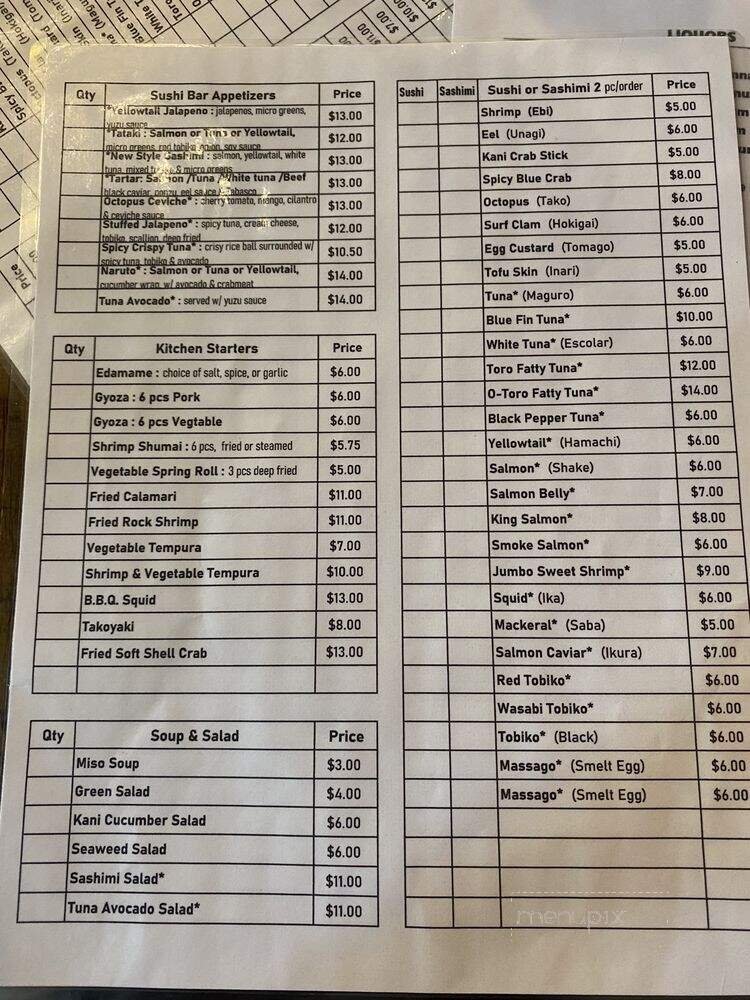 LIQUORS
Qty Sushi Bar Appetizers Price
*Yellowtail Jalapeno : jalapenos, micro greens, $13.00
yuzu sauce
*Tataki : Salmon or Tuna or Yellowtail, $12.00
micro greens, red tobiko, onion, soy sauce
*New Style Sashimi : salmon, yellowtail, white $13.00
tuna, mixed & micro greens
*Tartar: Salmon /Tuna /White tuna /Beef $13.00
black caviar, ponzu, eel sauce / Tabasco
Octopus Ceviche* : cherry tomato, mango, cilantro $13.00
& ceviche sauce
Stuffed Jalapeno* : spicy tuna, cream cheese, $12.00
tobiko, scallion, deep fried
Spicy Crispy Tuna* : crisy rice ball surrounded w/ $10.50
spicy tuna, tobiko & avocado
Naruto* : Salmon or Tuna or Yellowtail, $14.00
cucumber wrap, w/ avocado & crabmeat
Tuna Avocado* : served w/ yuzu sauce $14.00
Qty Kitchen Starters Price
Edamame : choice of salt, spice, or garlic $6.00
Gyoza : 6 pcs Pork $6.00
Gyoza : 6 pcs Vegtable $6.00
Shrimp Shumai : 6 pcs, fried or steamed $5.75
Vegetable Spring Roll : 3 pcs deep fried $5.00
Fried Calamari $11.00
Fried Rock Shrimp $11.00
Vegetable Tempura $7.00
Shrimp & Vegetable Tempura $10.00
B.B.Q. Squid $13.00
Takoyaki $8.00
Fried Soft Shell Crab $13.00
Qty Soup & Salad Price
Miso Soup $3.00
Green Salad $4.00
Kani Cucumber Salad $6.00
Seaweed Salad $6.00
Sashimi Salad* $11.00
Tuna Avocado Salad* $11.00
Sushi Sashimi Sushi or Sashimi 2 pc/order Price
Shrimp (Ebi) $5.00
Eel (Unagi) $6.00
Kani Crab Stick $5.00
Spicy Blue Crab $8.00
Octopus (Tako) $6.00
Surf Clam (Hokigai) $6.00
Egg Custard (Tomago) $5.00
Tofu Skin (Inari) $5.00
Tuna* (Maguro) $6.00
Blue Fin Tuna* $10.00
White Tuna* (Escolar) $6.00
Toro Fatty Tuna* $12.00
O-Toro Fatty Tuna* $14.00
Black Pepper Tuna* $6.00
Yellowtail* (Hamachi) $6.00
Salmon* (Shake) $6.00
Salmon Belly* $7.00
King Salmon* $8.00
Smoke Salmon* $6.00
Jumbo Sweet Shrimp* $9.00
Squid* (Ika) $6.00
Mackeral* (Saba) $5.00
Salmon Caviar* (Ikura) $7.00
Red Tobiko* $6.00
Wasabi Tobiko* $6.00
Tobiko* (Black) $6.00
Massago* (Smelt Egg) $6.00
Massago* (Smelt Egg) $6.00
menupix